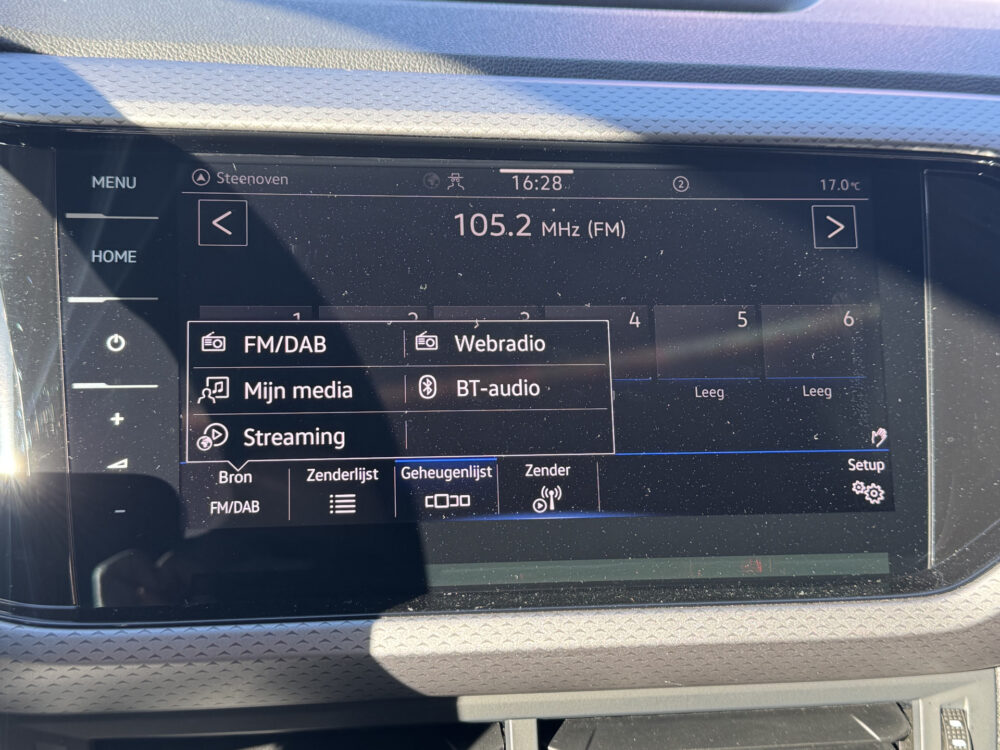 MENU
HOME
+
-
Steenoven
16:28
2
17.0°C
< 105.2 MHz (FM) >
1 2 3 4 5 6
Leeg Leeg
FM/DAB Webradio
Mijn media BT-audio
Streaming
Bron Zenderlijst Geheugenlijst Zender Setup
FM/DAB